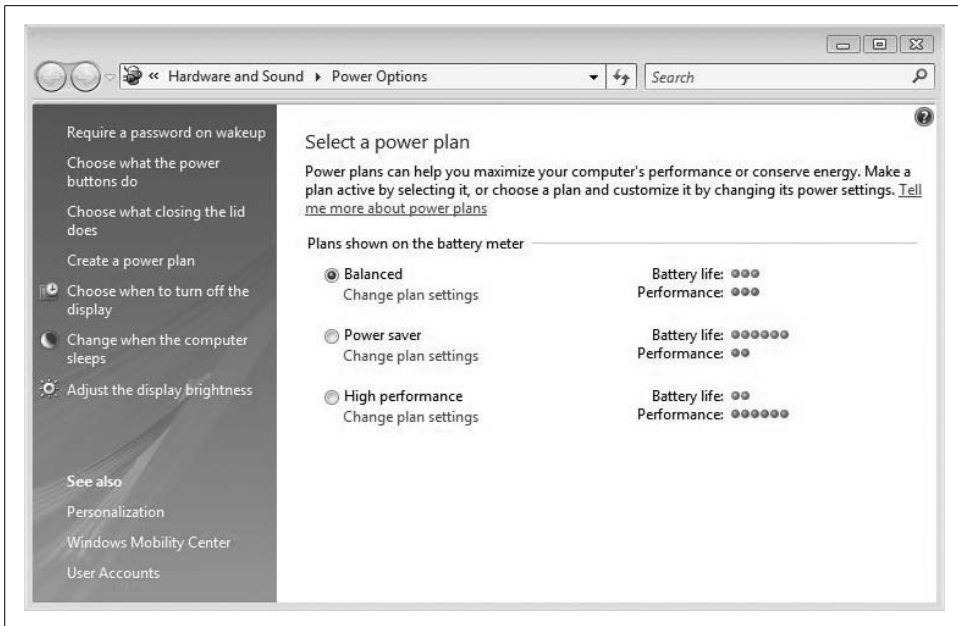 « Hardware and Sound ▸ Power Options
Search
Require a password on wakeup
Choose what the power
buttons do
Choose what closing the lid
does
Create a power plan
Choose when to turn off the
display
Change when the computer
sleeps
Adjust the display brightness
See also
Personalization
Windows Mobility Center
User Accounts
Select a power plan
Power plans can help you maximize your computer's performance or conserve energy. Make a
plan active by selecting it, or choose a plan and customize it by changing its power settings. Tell
me more about power plans
Plans shown on the battery meter
Balanced Battery life:
Change plan settings Performance:
Power saver Battery life:
Change plan settings Performance:
High performance Battery life:
Change plan settings Performance: